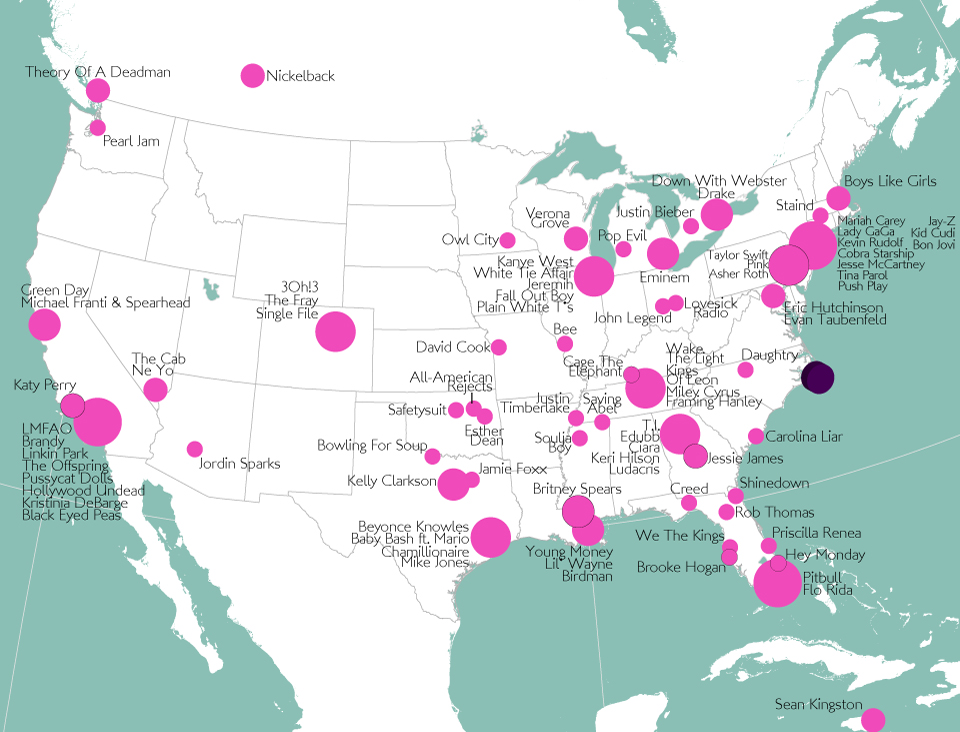 Theory Of A Deadman
Nickelback
Pearl Jam
Down With Webster
Drake
Boys Like Girls
Justin Bieber
Staind
Verona
Grove
Owl City
Pop Evil
Mariah Carey
Lady GaGa
Kevin Rudolf
Cobra Starship
Jesse McCartney
Tina Parol
Push Play
Jay-Z
Kid Cudi
Bon Jovi
Taylor Swift
Pink
Asher Roth
Kanye West
White Tie Affair
Jeremih
Fall Out Boy
Plain White T's
Eminem
Green Day
Michael Franti & Spearhead
3Oh!3
The Fray
Single File
John Legend
Lovesick
Radio
Eric Hutchinson
Evan Taubenfeld
Bee
David Cook
The Cab
Ne Yo
Cage The
Elephant
Wake
The Light
Kings
Of Leon
Miley Cyrus
Framing Hanley
Daughtry
Katy Perry
All-American
Rejects
Safetysuit
Esther
Dean
Justin
Timberlake
Saying
Abel
LMFAO
Brandy
Linkin Park
The Offspring
Pussycat Dolls
Hollywood Undead
Kristinia DeBarge
Black Eyed Peas
Jordin Sparks
Bowling For Soup
Soulja
Boy
T.I.
Edubb
Ciara
Keri Hilson
Ludacris
Carolina Liar
Jessie James
Jamie Foxx
Kelly Clarkson
Britney Spears
Creed
Shinedown
Rob Thomas
Beyonce Knowles
Baby Bash ft. Mario
Chamillionaire
Mike Jones
Young Money
Lil' Wayne
Birdman
We The Kings
Priscilla Renea
Hey Monday
Brooke Hogan
Pitbull
Flo Rida
Sean Kingston